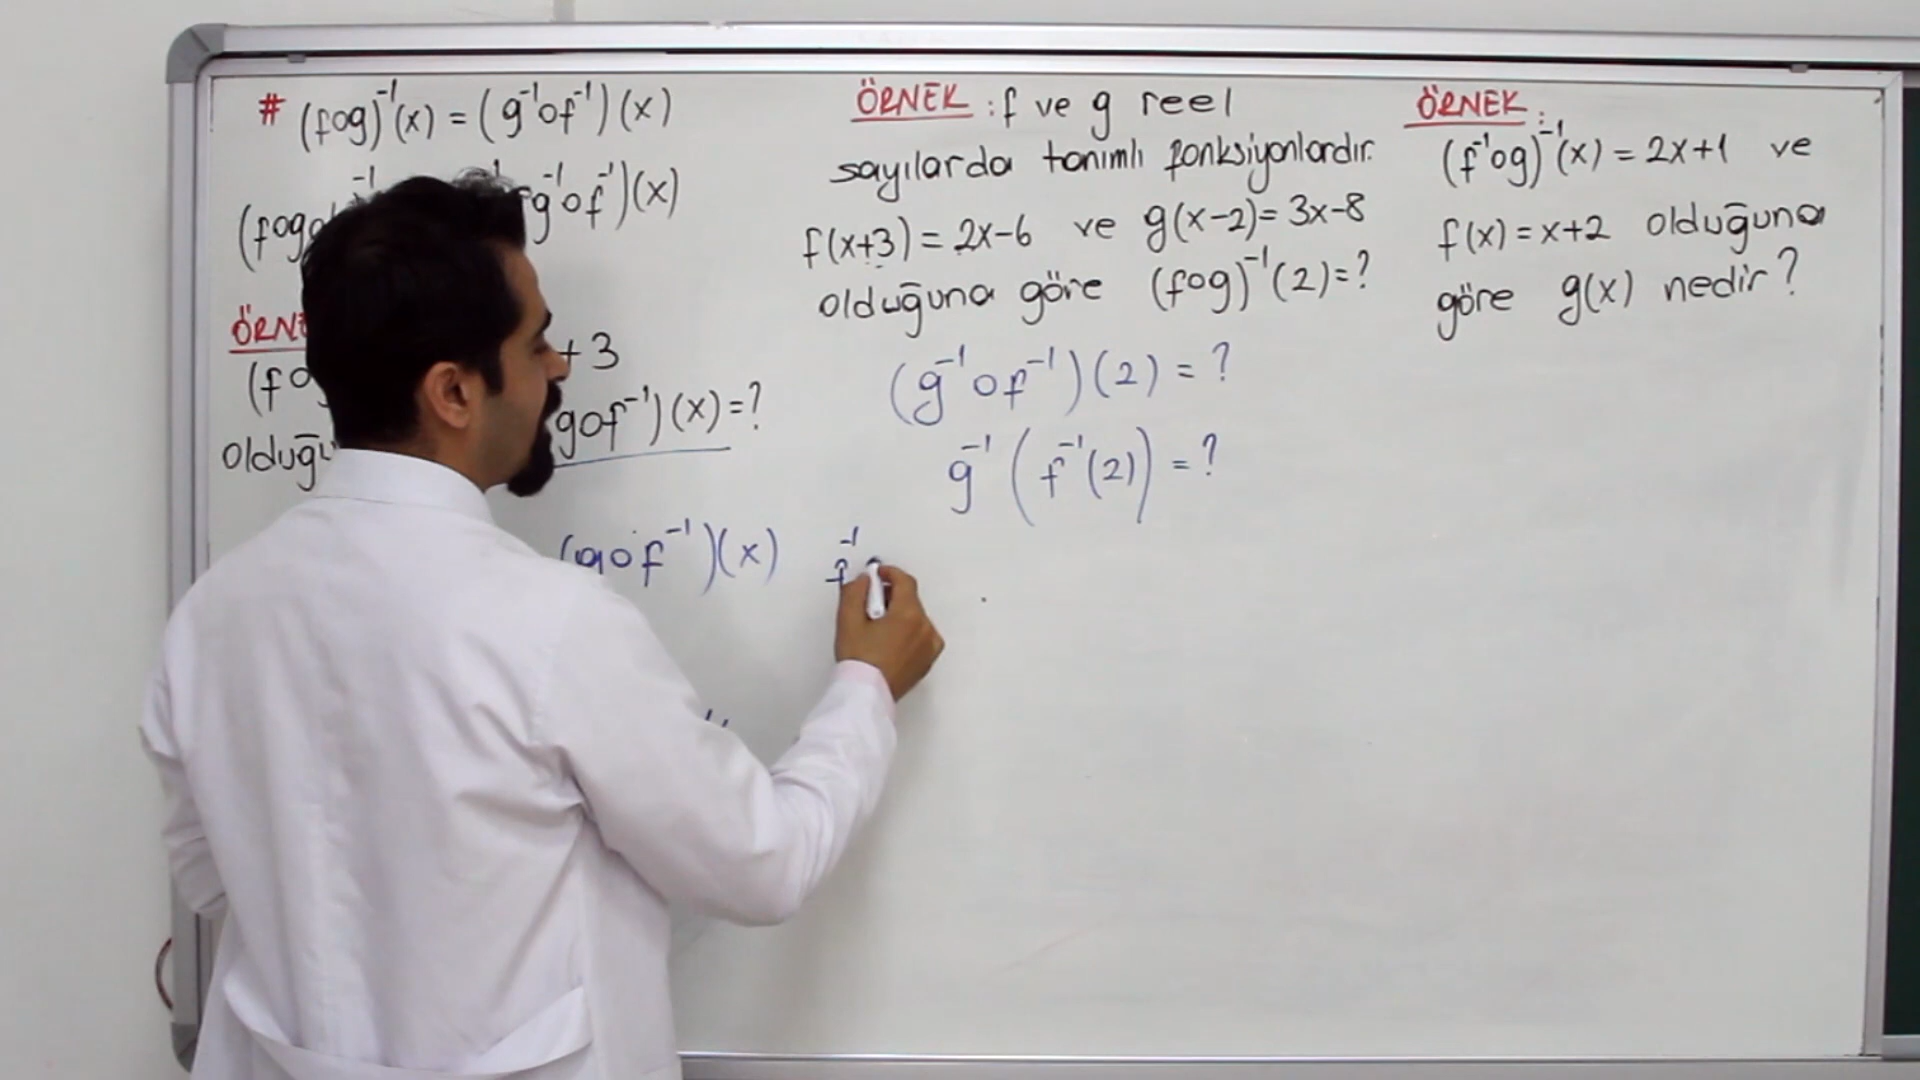 # (fog)⁻¹(x) = (g⁻¹of⁻¹)(x)
(fog g⁻¹of⁻¹)(x)
+ 3
(fo gof⁻¹)(x)=?
(gof⁻¹)(x)
ÖRNEK : f ve g reel
sayılarda tanımlı fonksiyonlardır.
f(x+3) = 2x-6 ve g(x-2)= 3x-8
olduğuna göre (fog)⁻¹(2)=?
(g⁻¹of⁻¹)(2) = ?
g⁻¹(f⁻¹(2)) = ?
f⁻¹
ÖRNEK :
(f⁻¹og)⁻¹(x) = 2x+1 ve
f(x) = x+2 olduğuna
göre g(x) nedir?